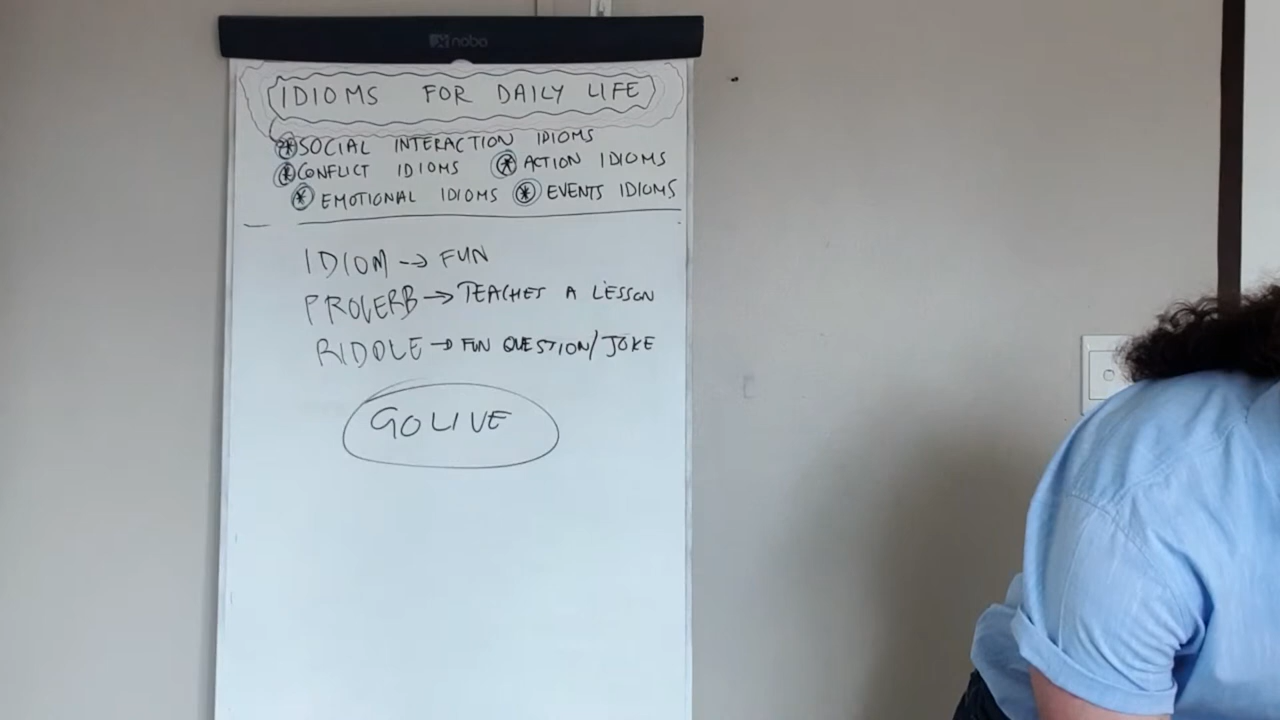 nobo
IDIOMS FOR DAILY LIFE
* SOCIAL INTERACTION IDIOMS
* CONFLICT IDIOMS * ACTION IDIOMS
* EMOTIONAL IDIOMS * EVENTS IDIOMS
IDIOM → FUN
PROVERB → TEACHES A LESSON
RIDDLE → FUN QUESTION/JOKE
GO LIVE